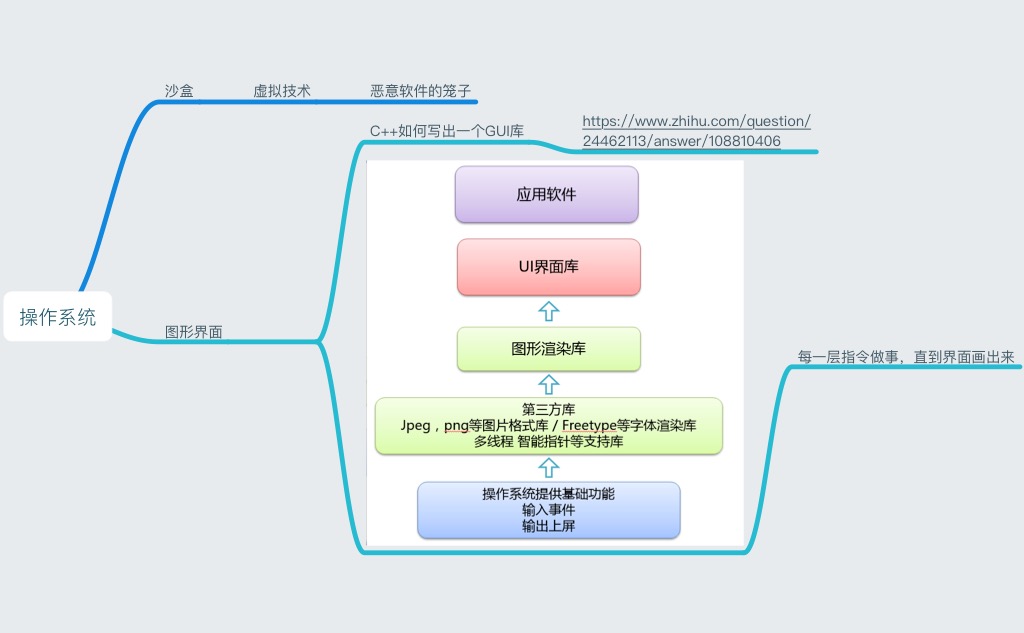 沙盒
虚拟技术
恶意软件的笼子
C++如何写出一个GUI库
https://www.zhihu.com/question/
24462113/answer/108810406
应用软件
UI界面库
操作系统
图形界面
图形渲染库
每一层指令做事，直到界面画出来
第三方库
Jpeg，png等图片格式库 / Freetype等字体渲染库
多线程 智能指针等支持库
操作系统提供基础功能
输入事件
输出上屏